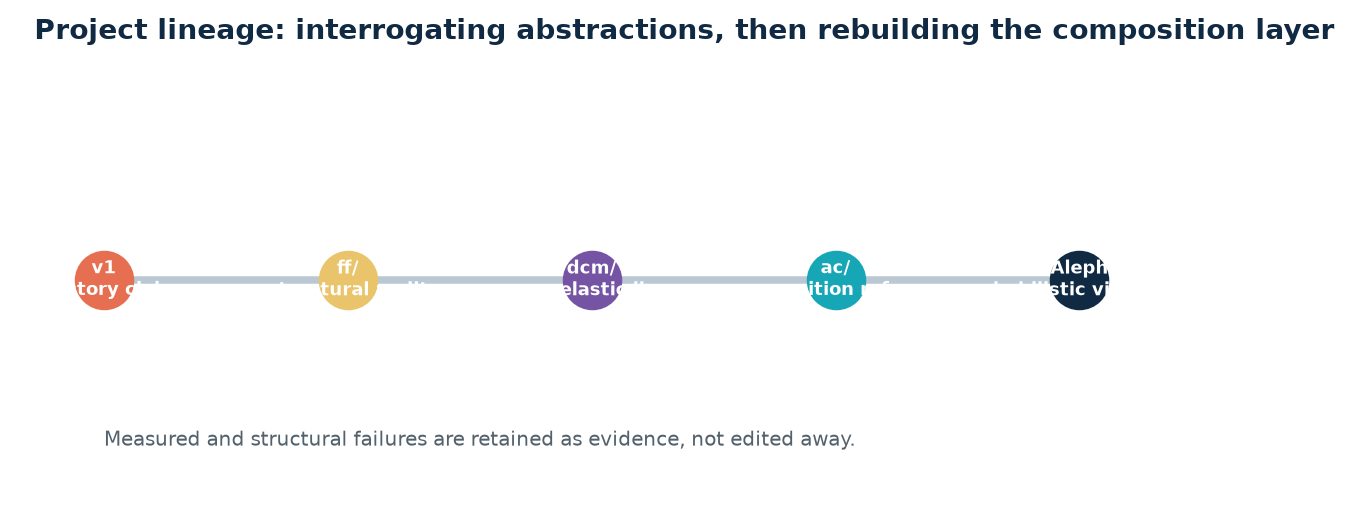 Project lineage: interrogating abstractions, then rebuilding the composition layer
v1
ff/
dcm/
ac/
Aleph
Measured and structural failures are retained as evidence, not edited away.